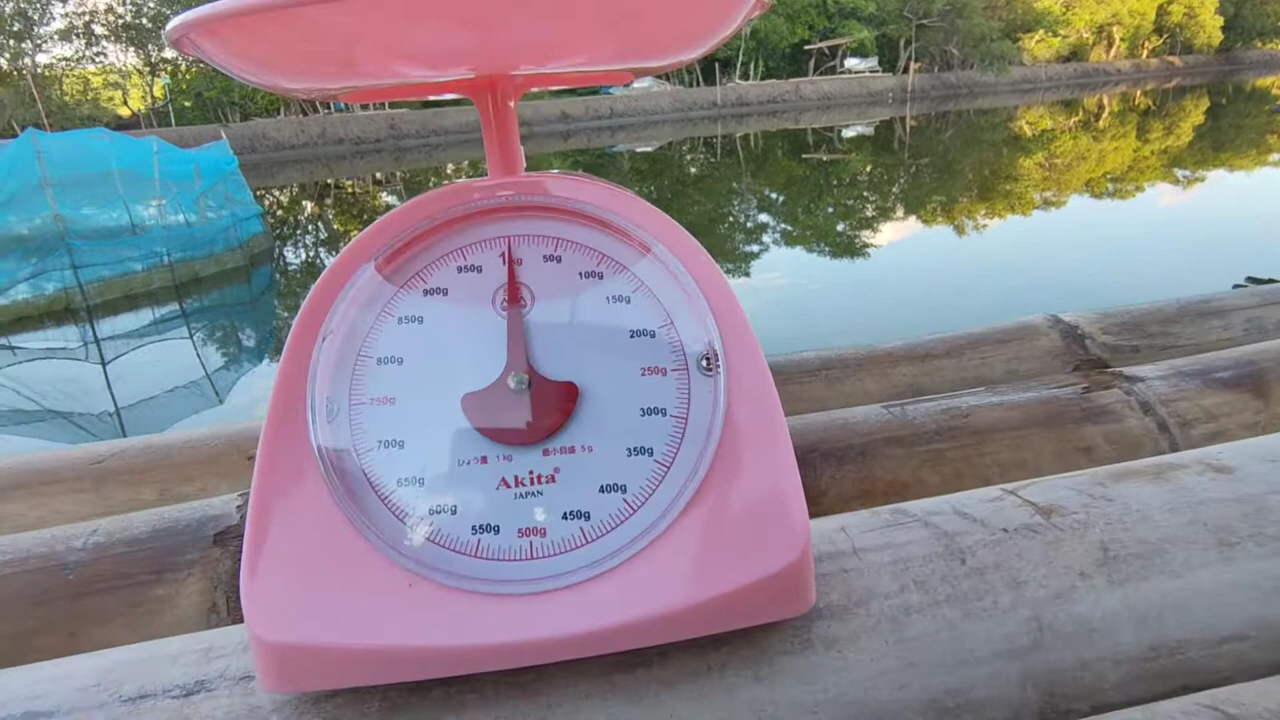 1kg
50g
100g
150g
200g
250g
300g
350g
400g
450g
500g
550g
600g
650g
700g
750g
800g
850g
900g
950g
ひょう量 1kg
最小目盛 5g
Akita®
JAPAN